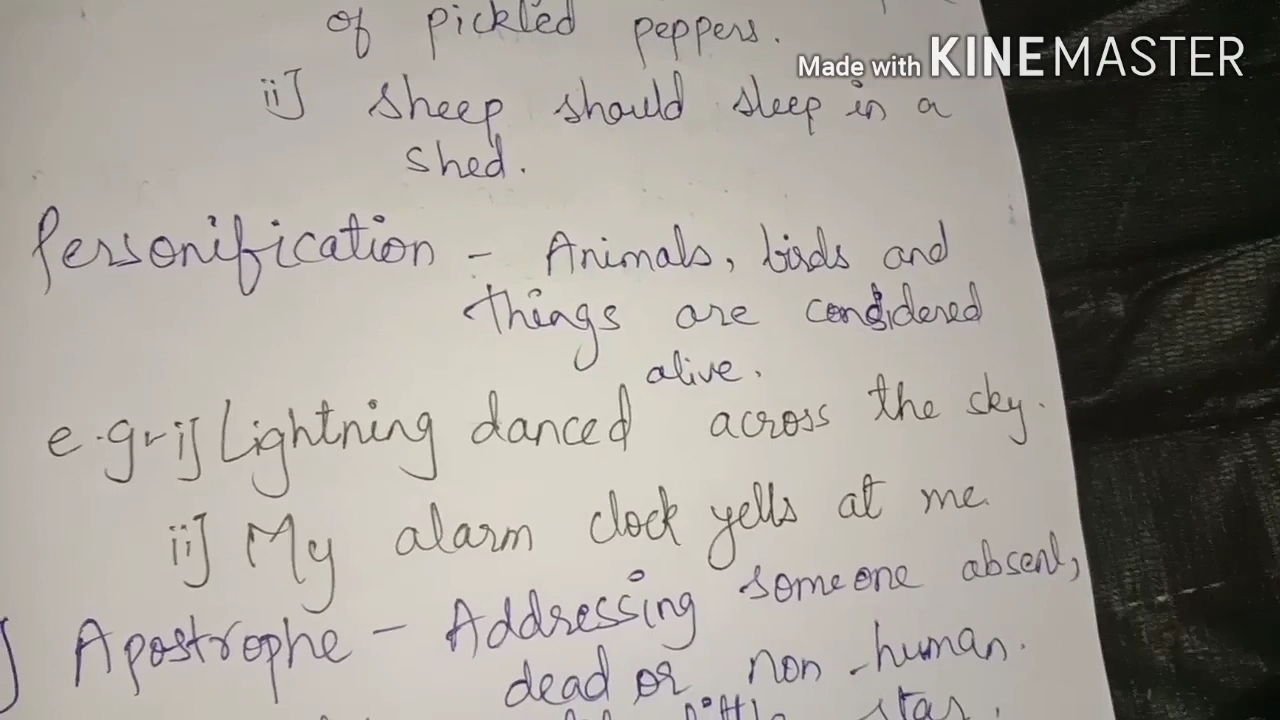 of pickled peppers.
Made with KINEMASTER
ii] sheep should sleep in a
shed.
Personification - Animals, birds and
things are considered
alive.
e.g. i] Lightning danced across the sky.
ii] My alarm clock yells at me.
] Apostrophe - Addressing someone absent,
dead or non-human.
little star.